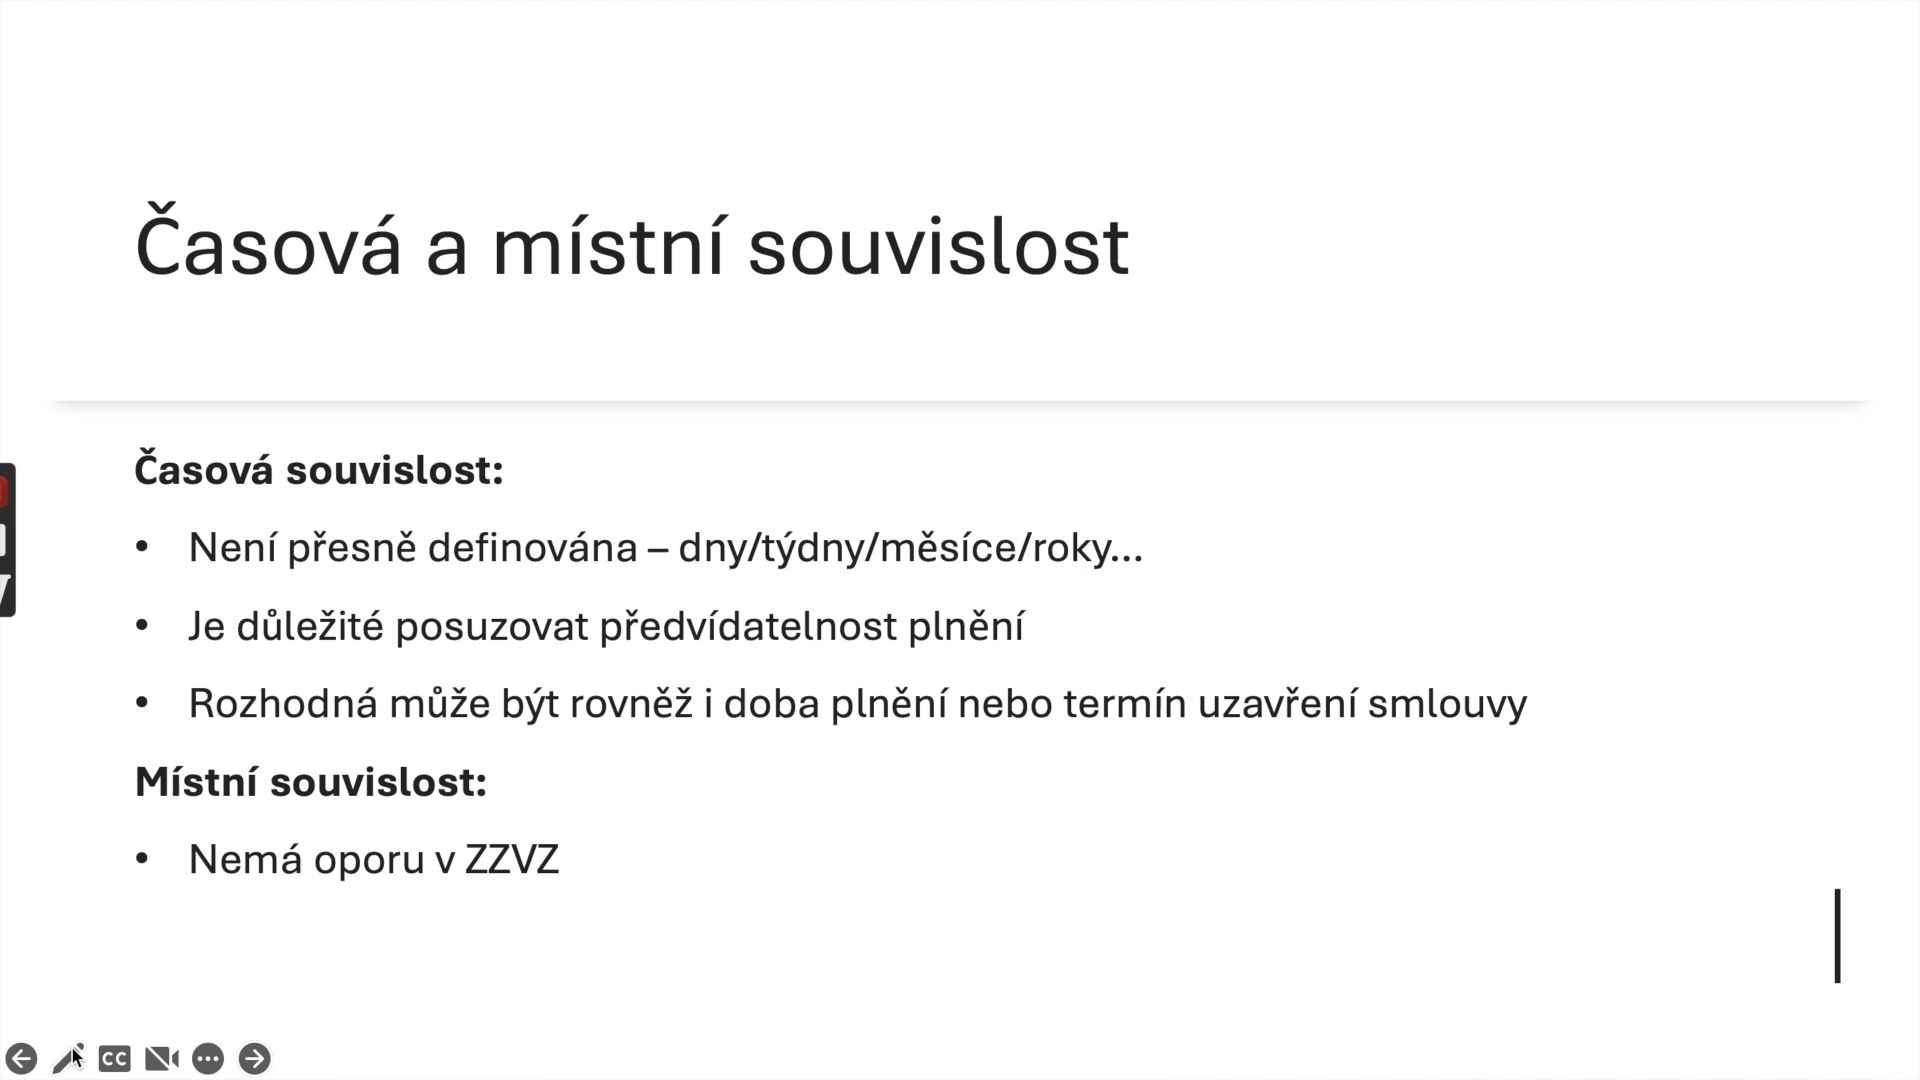 Časová a místní souvislost
Časová souvislost:
• Není přesně definována – dny/týdny/měsíce/roky...
• Je důležité posuzovat předvídatelnost plnění
• Rozhodná může být rovněž i doba plnění nebo termín uzavření smlouvy
Místní souvislost:
• Nemá oporu v ZZVZ
CC